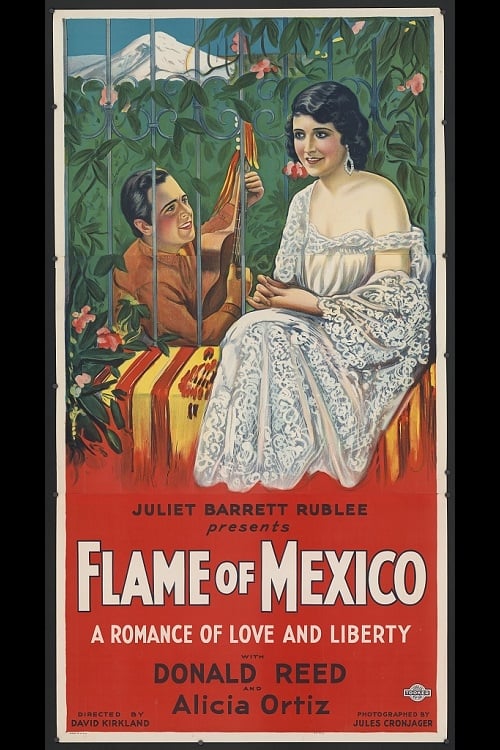 JULIET BARRETT RUBLEE
presents
FLAME OF MEXICO
A ROMANCE OF LOVE AND LIBERTY
WITH
DONALD REED
AND
Alicia Ortiz
DIRECTED BY
DAVID KIRKLAND
PHOTOGRAPHED BY
JULES CRONJAGER
TOOKER